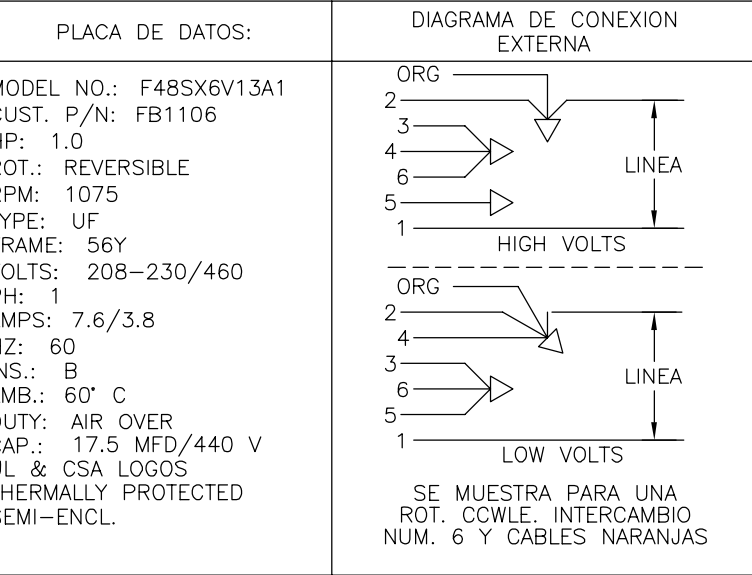 PLACA DE DATOS:
MODEL NO.: F48SX6V13A1
CUST. P/N: FB1106
HP: 1.0
ROT.: REVERSIBLE
RPM: 1075
TYPE: UF
FRAME: 56Y
VOLTS: 208-230/460
PH: 1
AMPS: 7.6/3.8
HZ: 60
INS.: B
AMB.: 60° C
DUTY: AIR OVER
CAP.: 17.5 MFD/440 V
UL & CSA LOGOS
THERMALLY PROTECTED
SEMI-ENCL.
DIAGRAMA DE CONEXION
EXTERNA
ORG
2
3
4
6
5
1
LINEA
HIGH VOLTS
ORG
2
4
3
6
5
1
LINEA
LOW VOLTS
SE MUESTRA PARA UNA
ROT. CCWLE. INTERCAMBIO
NUM. 6 Y CABLES NARANJAS